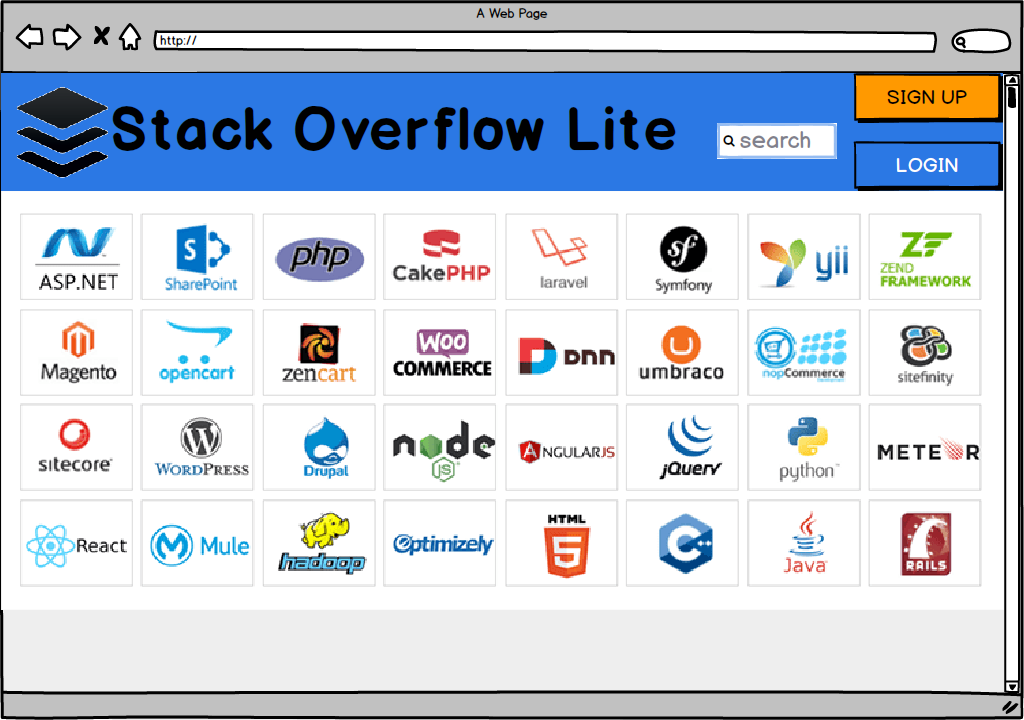 A Web Page
http://
Stack Overflow Lite
search
SIGN UP
LOGIN
ASP.NET
S
SharePoint
php
CakePHP
laravel
sf
Symfony
yii
ZF
ZEND
FRAMEWORK
Magento
opencart
zencart
WOO
COMMERCE
DNN
umbraco
nopCommerce
sitefinity
sitecore
WORDPRESS
Drupal
node
JS
ANGULARJS
jQuery
python
METEOR
React
Mule
hadoop
Optimizely
HTML
5
C++
Java
RAILS